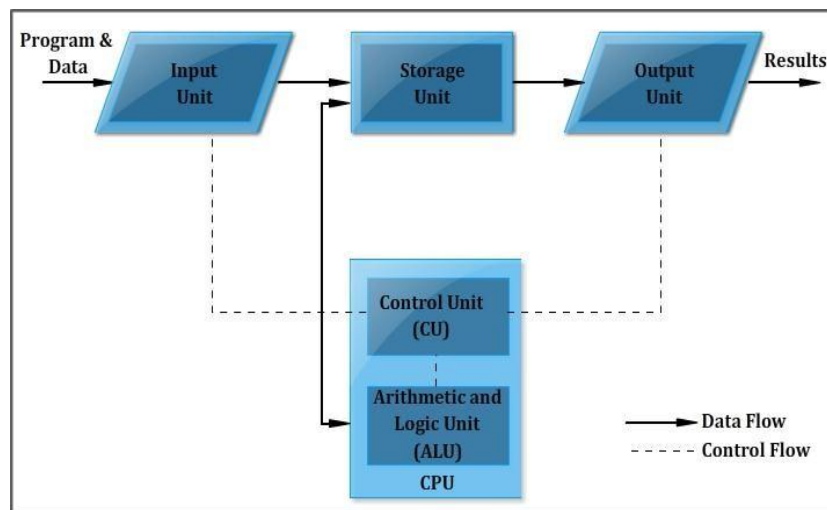 Program &
Data
Input
Unit
Storage
Unit
Output
Unit
Results
Control Unit
(CU)
Arithmetic and
Logic Unit
(ALU)
CPU
Data Flow
Control Flow